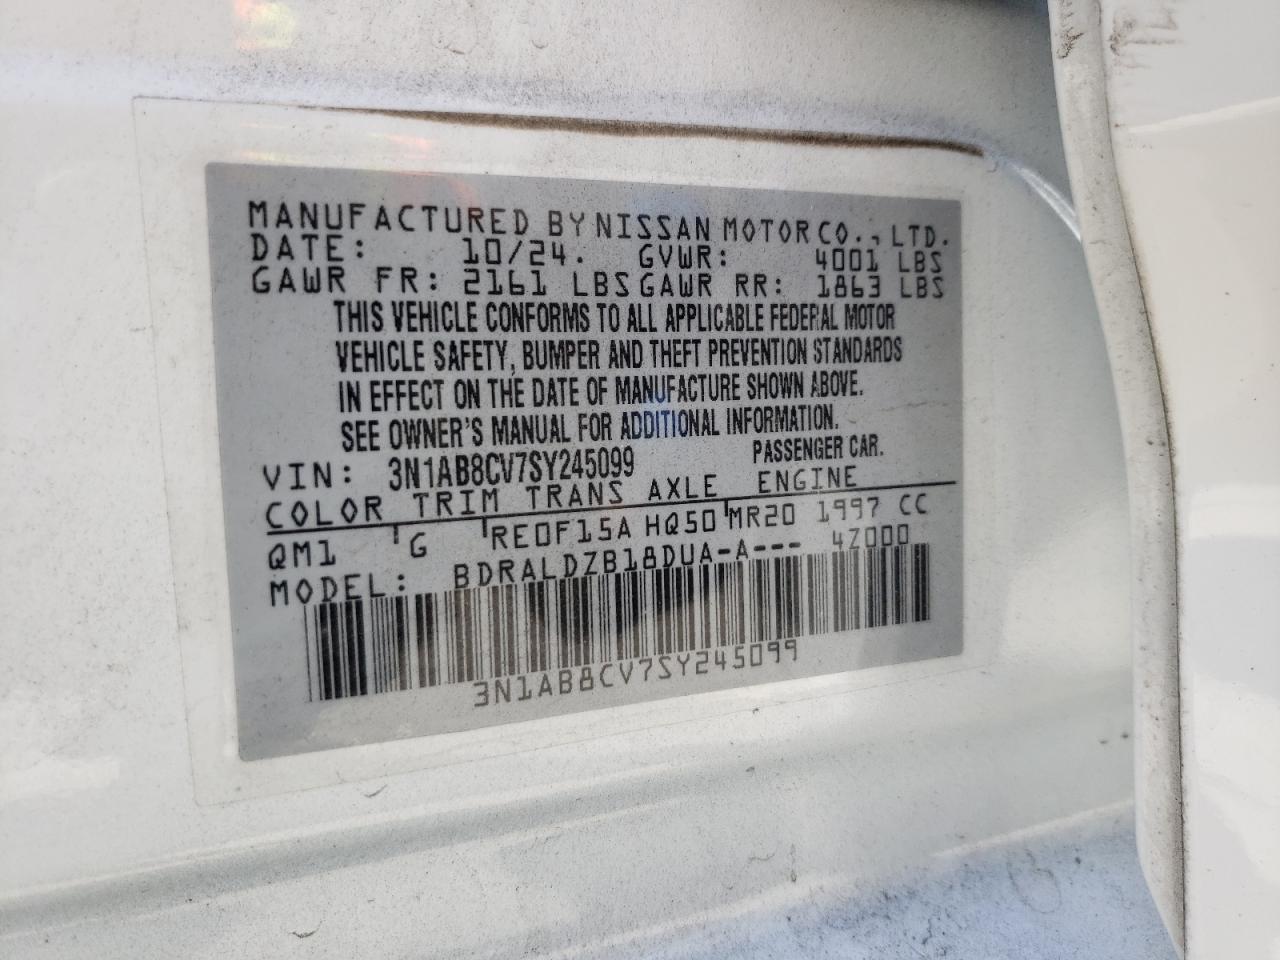 MANUFACTURED BY NISSAN MOTOR CO., LTD.
DATE: 10/24. GVWR: 4001 LBS
GAWR FR: 2161 LBS GAWR RR: 1863 LBS
THIS VEHICLE CONFORMS TO ALL APPLICABLE FEDERAL MOTOR
VEHICLE SAFETY, BUMPER AND THEFT PREVENTION STANDARDS
IN EFFECT ON THE DATE OF MANUFACTURE SHOWN ABOVE.
SEE OWNER'S MANUAL FOR ADDITIONAL INFORMATION.
VIN: 3N1AB8CV7SY245099 PASSENGER CAR.
COLOR TRIM TRANS AXLE ENGINE
QM1 G RE0F15A HQ50 MR20 1997 CC
MODEL: BDRALDZB18DUA-A--- 4Z000
3N1AB8CV7SY245099